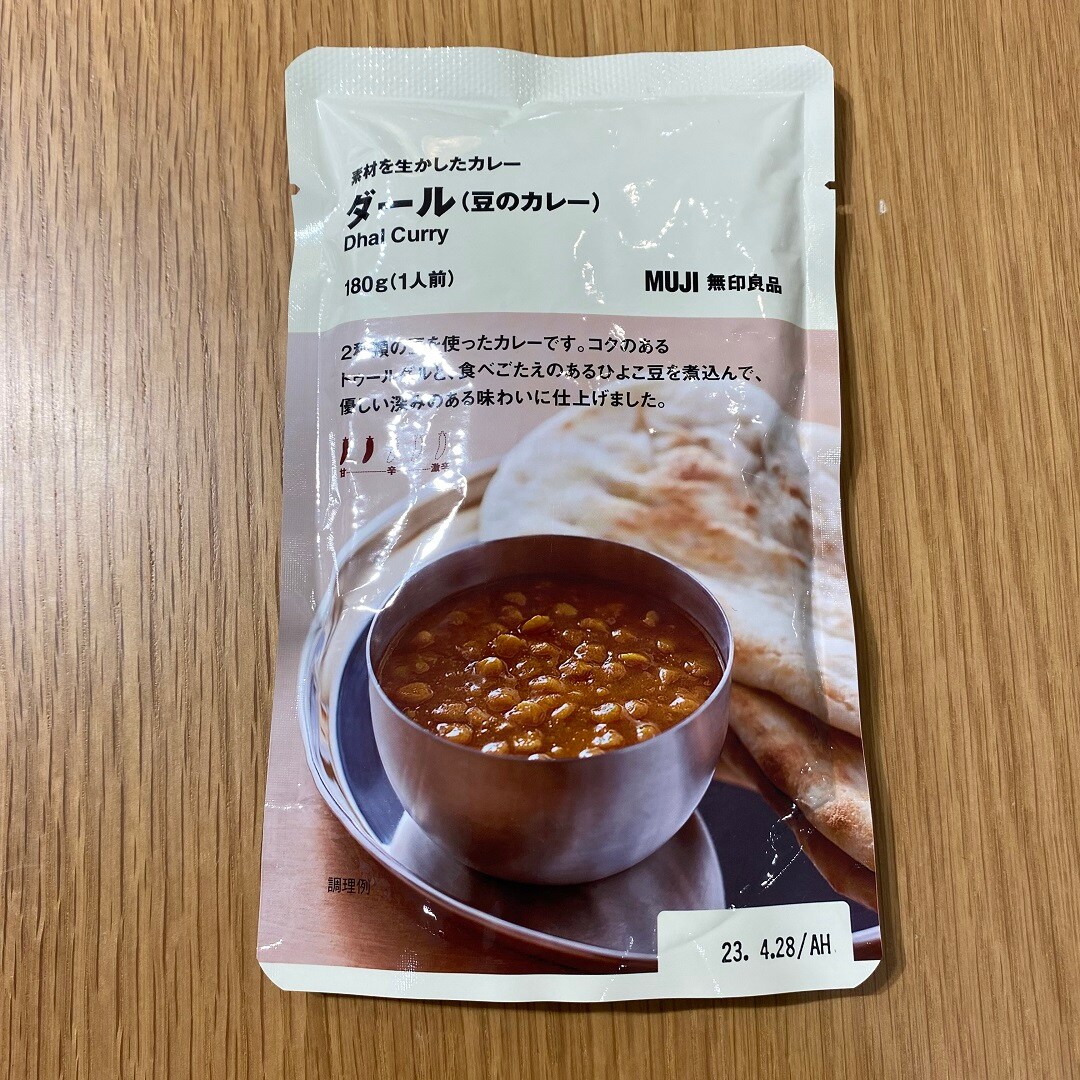 素材を生かしたカレー
ダール(豆のカレー)
Dhal Curry
180g(1人前)
MUJI 無印良品
2種類の豆を使ったカレーです。コクのある
トゥールダルと、食べごたえのあるひよこ豆を煮込んで、
優しい深みのある味わいに仕上げました。
甘 辛 激辛
調理例
23. 4.28/AH